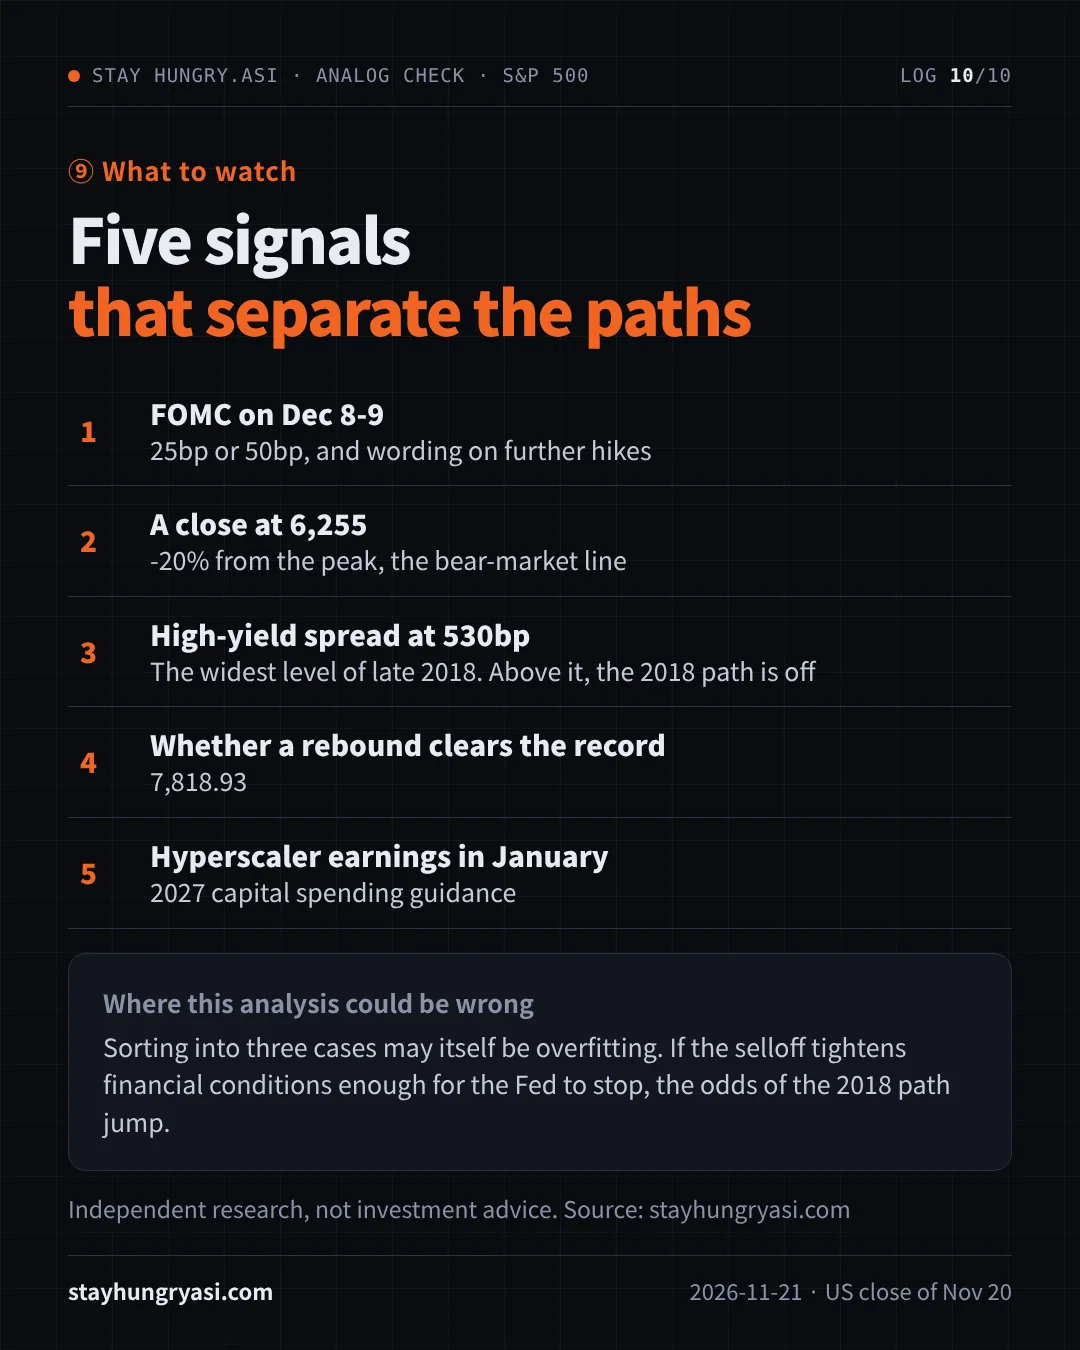 STAY HUNGRY.ASI · ANALOG CHECK · S&P 500
LOG 10/10
⑨ What to watch
Five signals
that separate the paths
1
FOMC on Dec 8-9
25bp or 50bp, and wording on further hikes
2
A close at 6,255
-20% from the peak, the bear-market line
3
High-yield spread at 530bp
The widest level of late 2018. Above it, the 2018 path is off
4
Whether a rebound clears the record
7,818.93
5
Hyperscaler earnings in January
2027 capital spending guidance
Where this analysis could be wrong
Sorting into three cases may itself be overfitting. If the selloff tightens
financial conditions enough for the Fed to stop, the odds of the 2018 path
jump.
Independent research, not investment advice. Source: stayhungryasi.com
stayhungryasi.com
2026-11-21 · US close of Nov 20